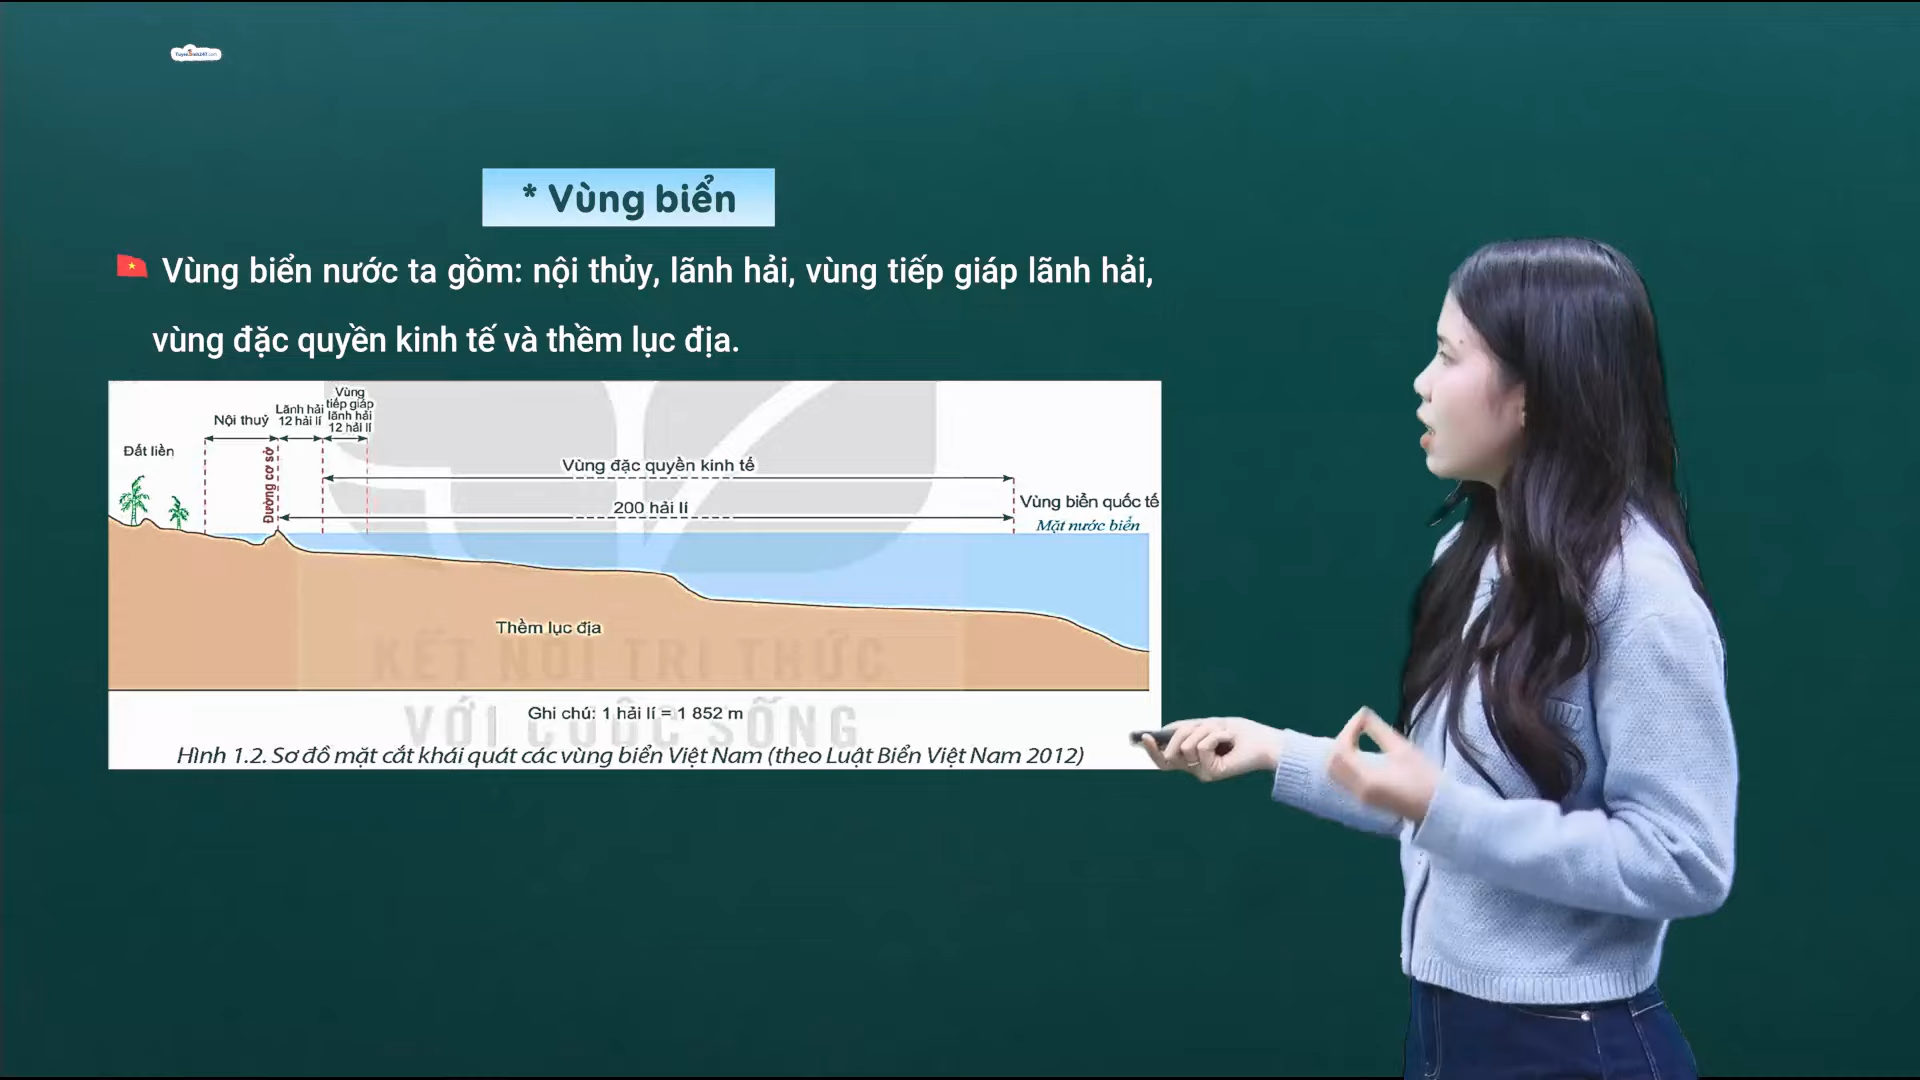 * Vùng biển
Vùng biển nước ta gồm: nội thủy, lãnh hải, vùng tiếp giáp lãnh hải,
vùng đặc quyền kinh tế và thềm lục địa.
Đất liền
Nội thuỷ
Lãnh hải
12 hải lí
Vùng
tiếp giáp
lãnh hải
12 hải lí
Đường cơ sở
Vùng đặc quyền kinh tế
200 hải lí
Vùng biển quốc tế
Mặt nước biển
Thềm lục địa
KẾT NỐI TRI THỨC
VỚI CUỘC SỐNG
Ghi chú: 1 hải lí = 1 852 m
Hình 1.2. Sơ đồ mặt cắt khái quát các vùng biển Việt Nam (theo Luật Biển Việt Nam 2012)